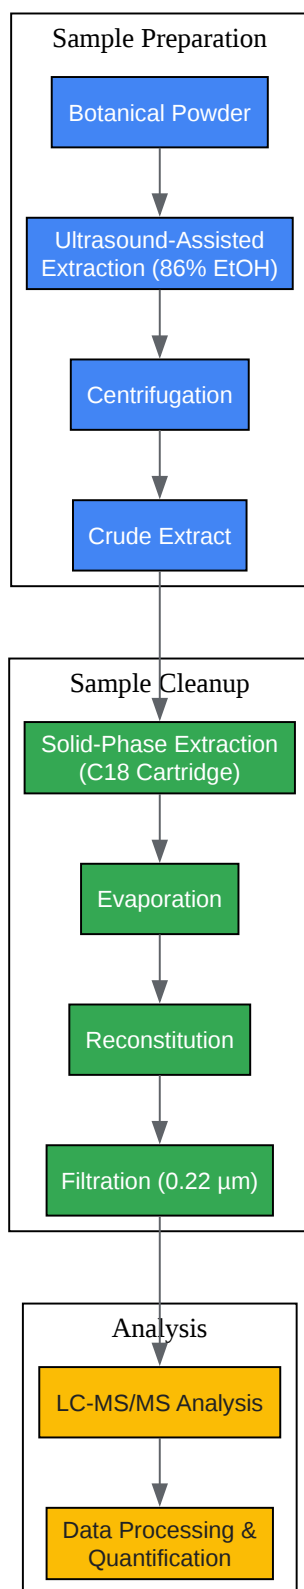 Sample Preparation
Botanical Powder
Ultrasound-Assisted
Extraction (86% EtOH)
Centrifugation
Crude Extract
Sample Cleanup
Solid-Phase Extraction
(C18 Cartridge)
Evaporation
Reconstitution
Filtration (0.22 µm)
Analysis
LC-MS/MS Analysis
Data Processing &
Quantification